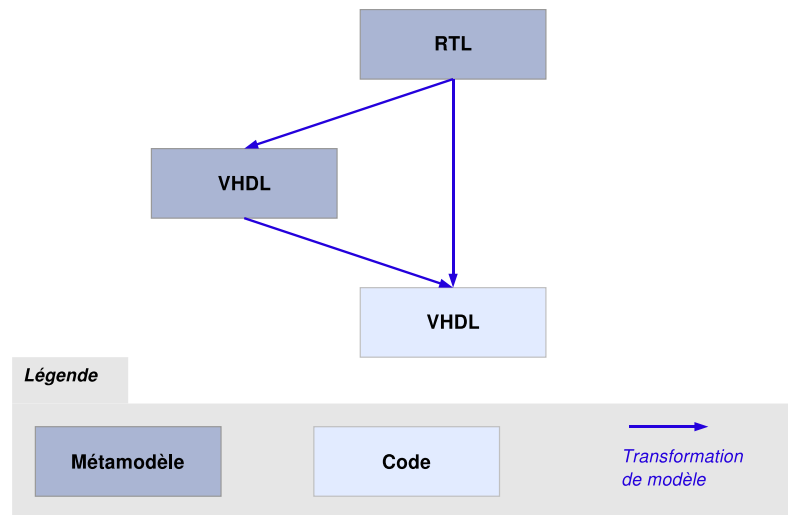 RTL
VHDL
VHDL
Légende
Métamodèle
Code
Transformation
de modèle